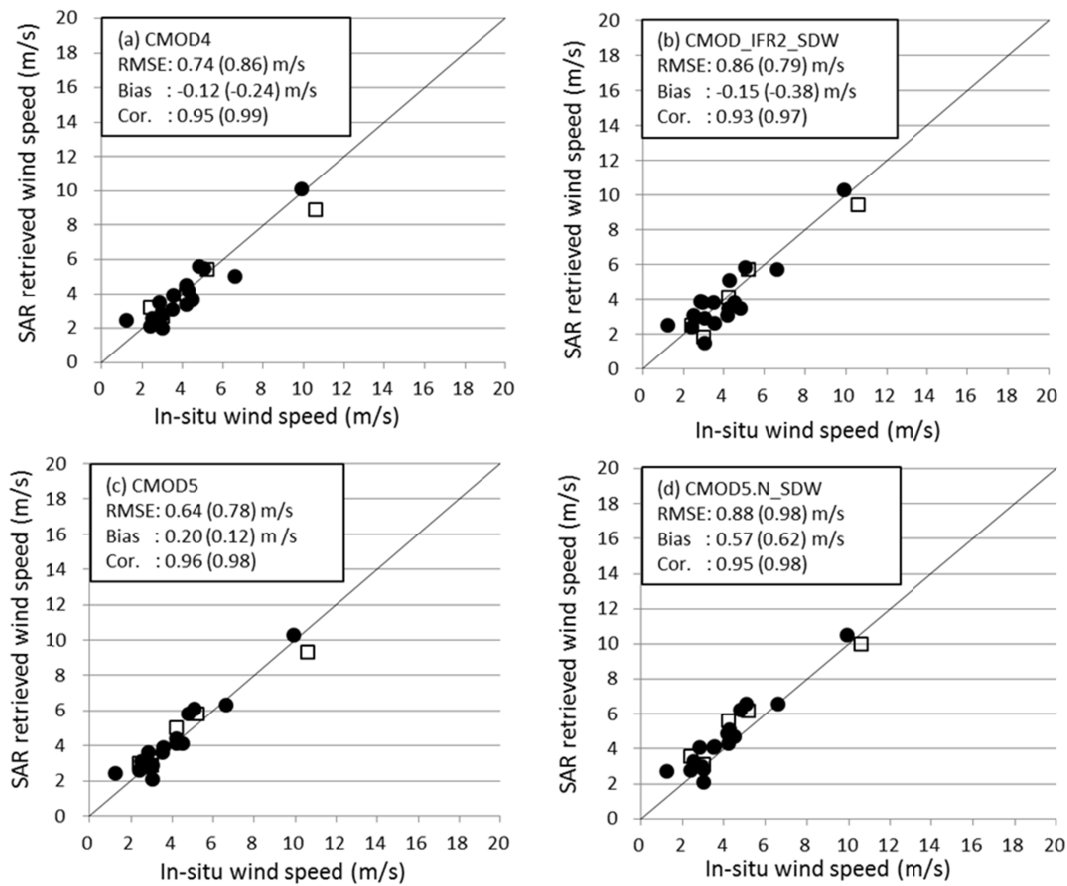 (a) CMOD4
RMSE: 0.74 (0.86) m/s
Bias : -0.12 (-0.24) m/s
Cor. : 0.95 (0.99)
SAR retrieved wind speed (m/s)
20
18
16
14
12
10
8
6
4
2
0
0 2 4 6 8 10 12 14 16 18 20
In-situ wind speed (m/s)
(b) CMOD_IFR2_SDW
RMSE: 0.86 (0.79) m/s
Bias : -0.15 (-0.38) m/s
Cor. : 0.93 (0.97)
SAR retrieved wind speed (m/s)
20
18
16
14
12
10
8
6
4
2
0
0 2 4 6 8 10 12 14 16 18 20
In-situ wind speed (m/s)
(c) CMOD5
RMSE: 0.64 (0.78) m/s
Bias : 0.20 (0.12) m /s
Cor. : 0.96 (0.98)
SAR retrieved wind speed (m/s)
20
18
16
14
12
10
8
6
4
2
0
0 2 4 6 8 10 12 14 16 18 20
In-situ wind speed (m/s)
(d) CMOD5.N_SDW
RMSE: 0.88 (0.98) m/s
Bias : 0.57 (0.62) m/s
Cor. : 0.95 (0.98)
SAR retrieved wind speed (m/s)
20
18
16
14
12
10
8
6
4
2
0
0 2 4 6 8 10 12 14 16 18 20
In-situ wind speed (m/s)